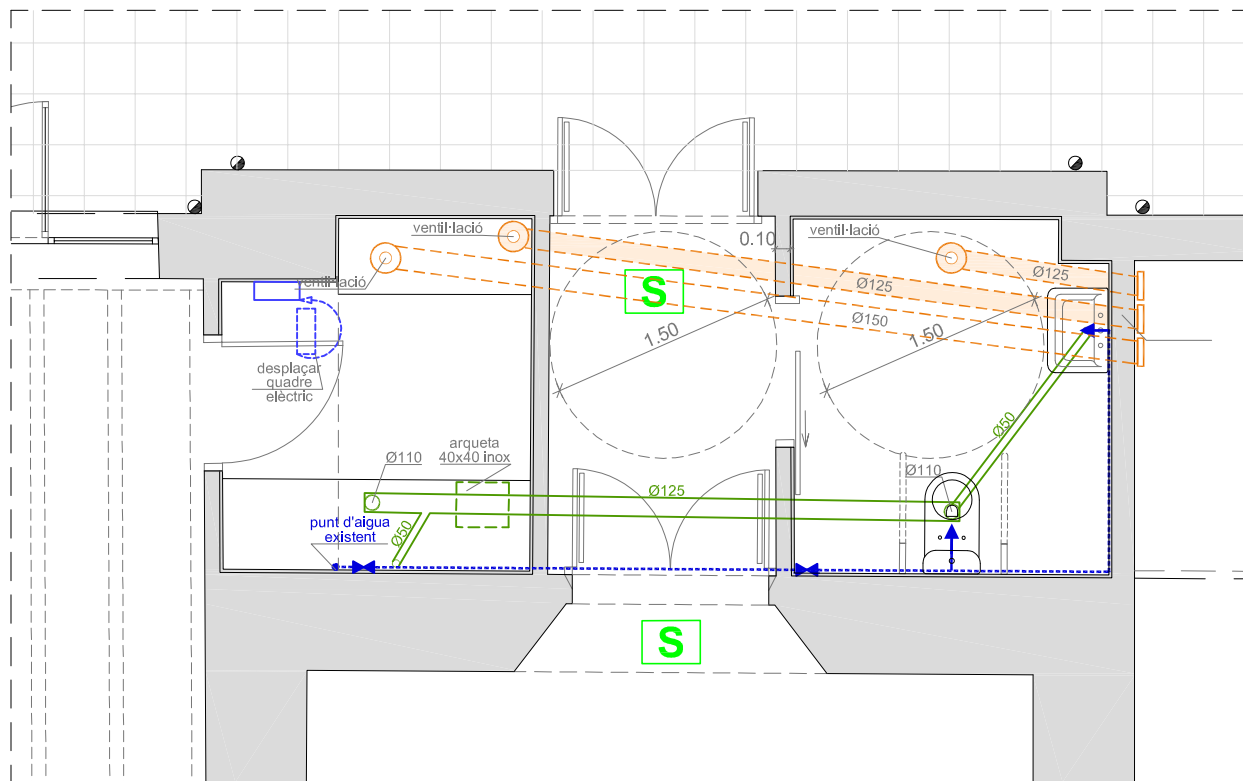 ventil·lació
ventil·lació
0.10
Ø125
ventil·lació
S
Ø125
Ø150
1.50
1.50
desplaçar
quadre
elèctric
arqueta
40x40 inox
Ø110
Ø50
Ø110
Ø125
punt d'aigua
existent
Ø50
S